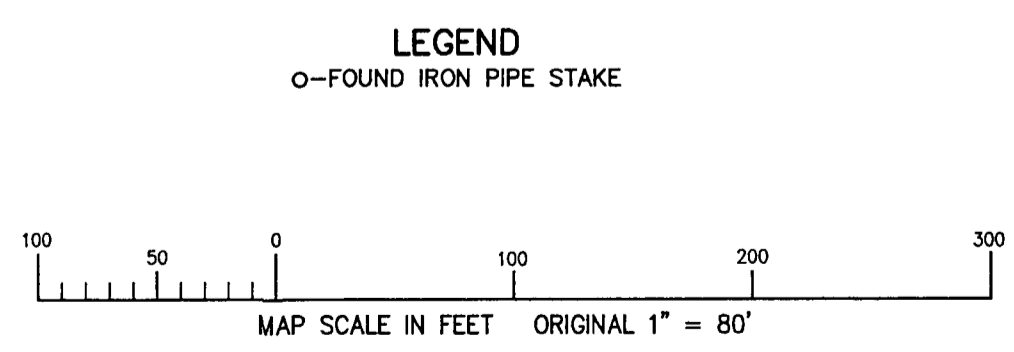 LEGEND
o-FOUND IRON PIPE STAKE
100 50 0 100 200 300
MAP SCALE IN FEET ORIGINAL 1" = 80'